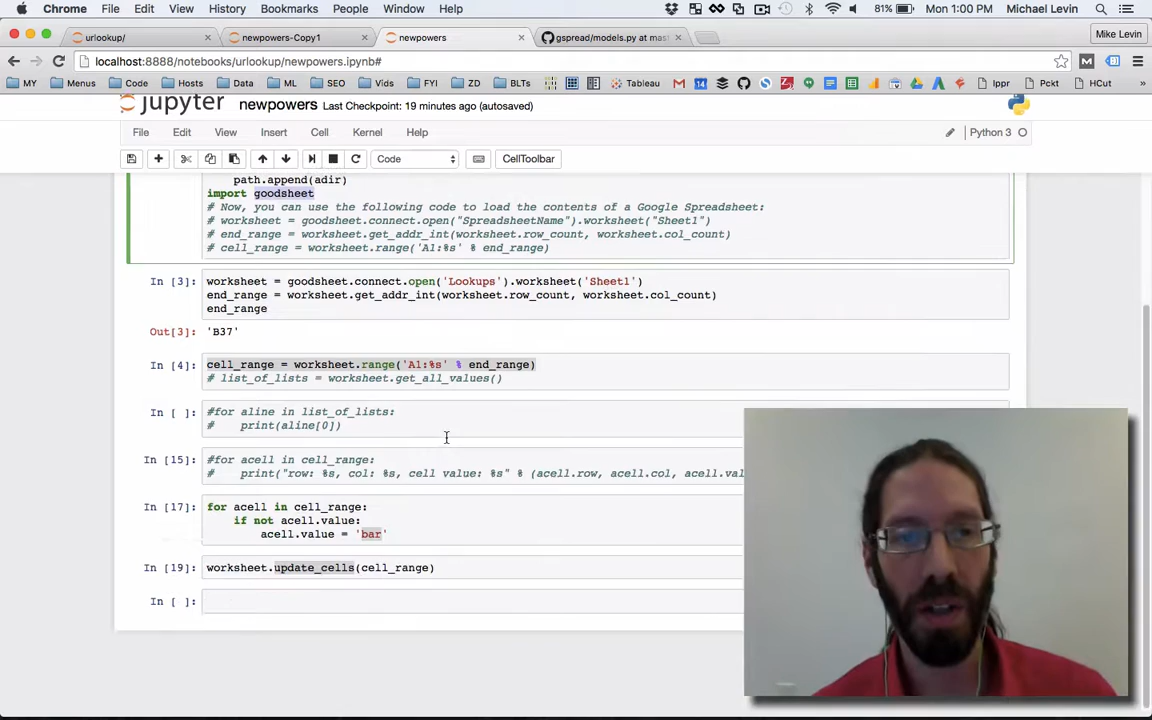 Chrome File Edit View History Bookmarks People Window Help 81% Mon 1:00 PM Michael Levin
urlookup/ newpowers-Copy1 newpowers gspread/models.py at mast Mike Levin
localhost:8888/notebooks/urlookup/newpowers.ipynb#
MY Menus Code Hosts Data ML SEO Vids FYI ZD BLTs Tableau Ippr Pckt HCut »
jupyter newpowers Last Checkpoint: 19 minutes ago (autosaved)
File Edit View Insert Cell Kernel Help Python 3
Code CellToolbar
path.append(adir)
import goodsheet
# Now, you can use the following code to load the contents of a Google Spreadsheet:
# worksheet = goodsheet.connect.open("SpreadsheetName").worksheet("Sheet1")
# end_range = worksheet.get_addr_int(worksheet.row_count, worksheet.col_count)
# cell_range = worksheet.range('A1:%s' % end_range)
In [3]: worksheet = goodsheet.connect.open('Lookups').worksheet('Sheet1')
end_range = worksheet.get_addr_int(worksheet.row_count, worksheet.col_count)
end_range
Out[3]: 'B37'
In [4]: cell_range = worksheet.range('A1:%s' % end_range)
# list_of_lists = worksheet.get_all_values()
In [ ]: #for aline in list_of_lists:
# print(aline[0])
In [15]: #for acell in cell_range:
# print("row: %s, col: %s, cell value: %s" % (acell.row, acell.col, acell.val
In [17]: for acell in cell_range:
if not acell.value:
acell.value = 'bar'
In [19]: worksheet.update_cells(cell_range)
In [ ]: